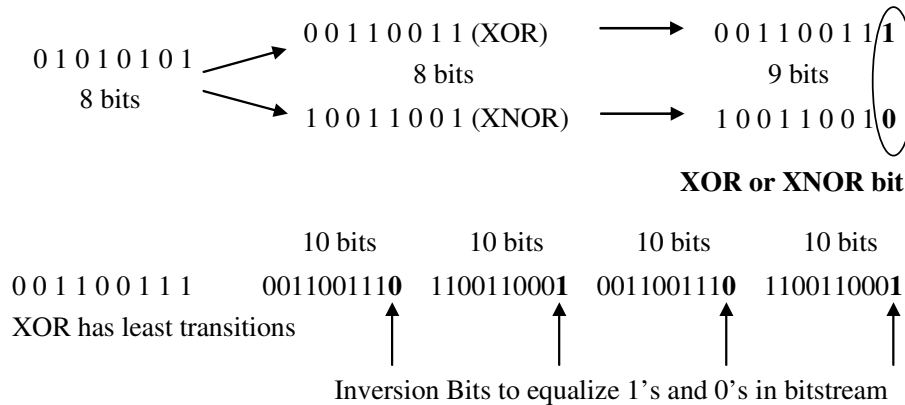 0 0 1 1 0 0 1 1 (XOR)
0 0 1 1 0 0 1 1 1
0 1 0 1 0 1 0 1
8 bits
8 bits
9 bits
1 0 0 1 1 0 0 1 (XNOR)
1 0 0 1 1 0 0 1 0
XOR or XNOR bit
10 bits 10 bits 10 bits 10 bits
0 0 1 1 0 0 1 1 1 0011001110 1100110001 0011001110 1100110001
XOR has least transitions
Inversion Bits to equalize 1's and 0's in bitstream